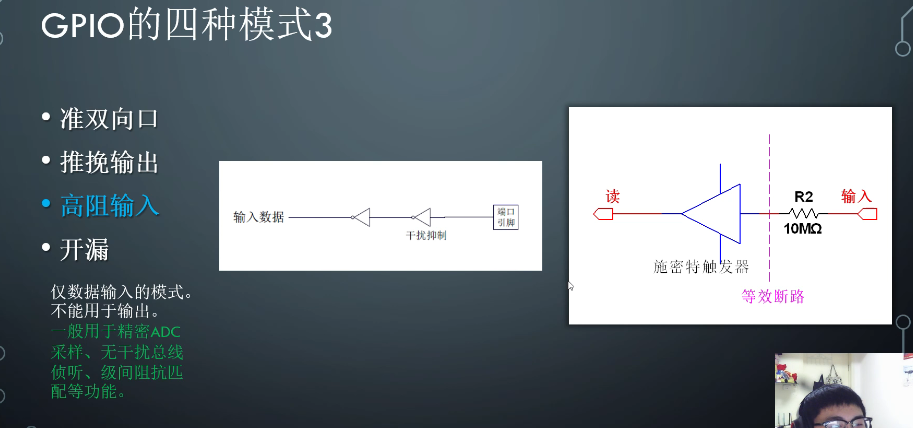 GPIO的四种模式3
• 准双向口
• 推挽输出
• 高阻输入
• 开漏
仅数据输入的模式。
不能用于输出。
一般用于精密ADC
采样、无干扰总线
侦听、级间阻抗匹
配等功能。
输入数据
干扰抑制
端口
引脚
读
R2
输入
10MΩ
施密特触发器
等效断路